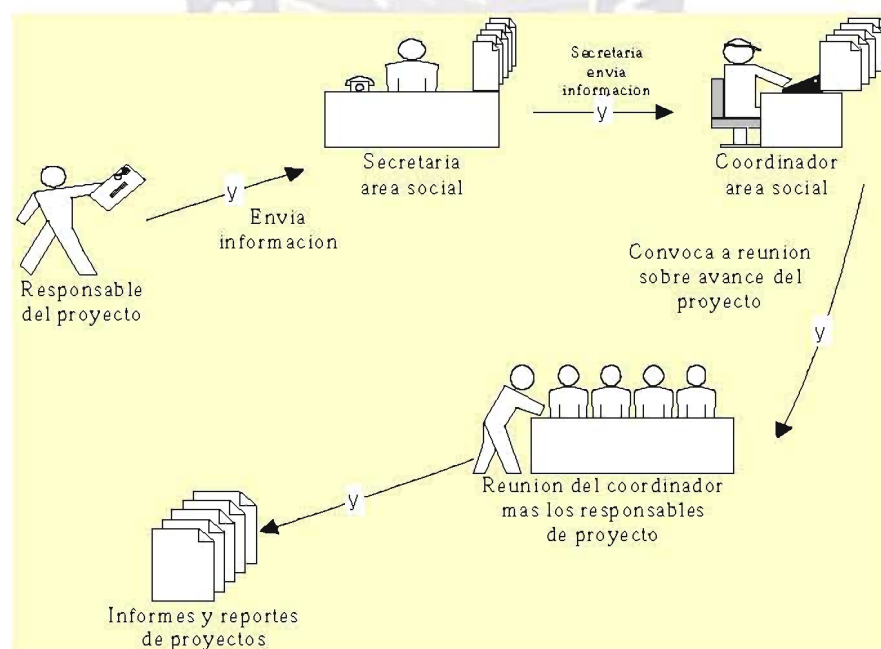 Secretaria
envia
informacion
y
Secretaria
area social
Coordinador
area social
y
Envia
informacion
Responsable
del proyecto
Convoca a reunion
sobre avance del
proyecto
y
Reunion del coordinador
mas los responsables
de proyecto
y
Informes y reportes
de proyectos